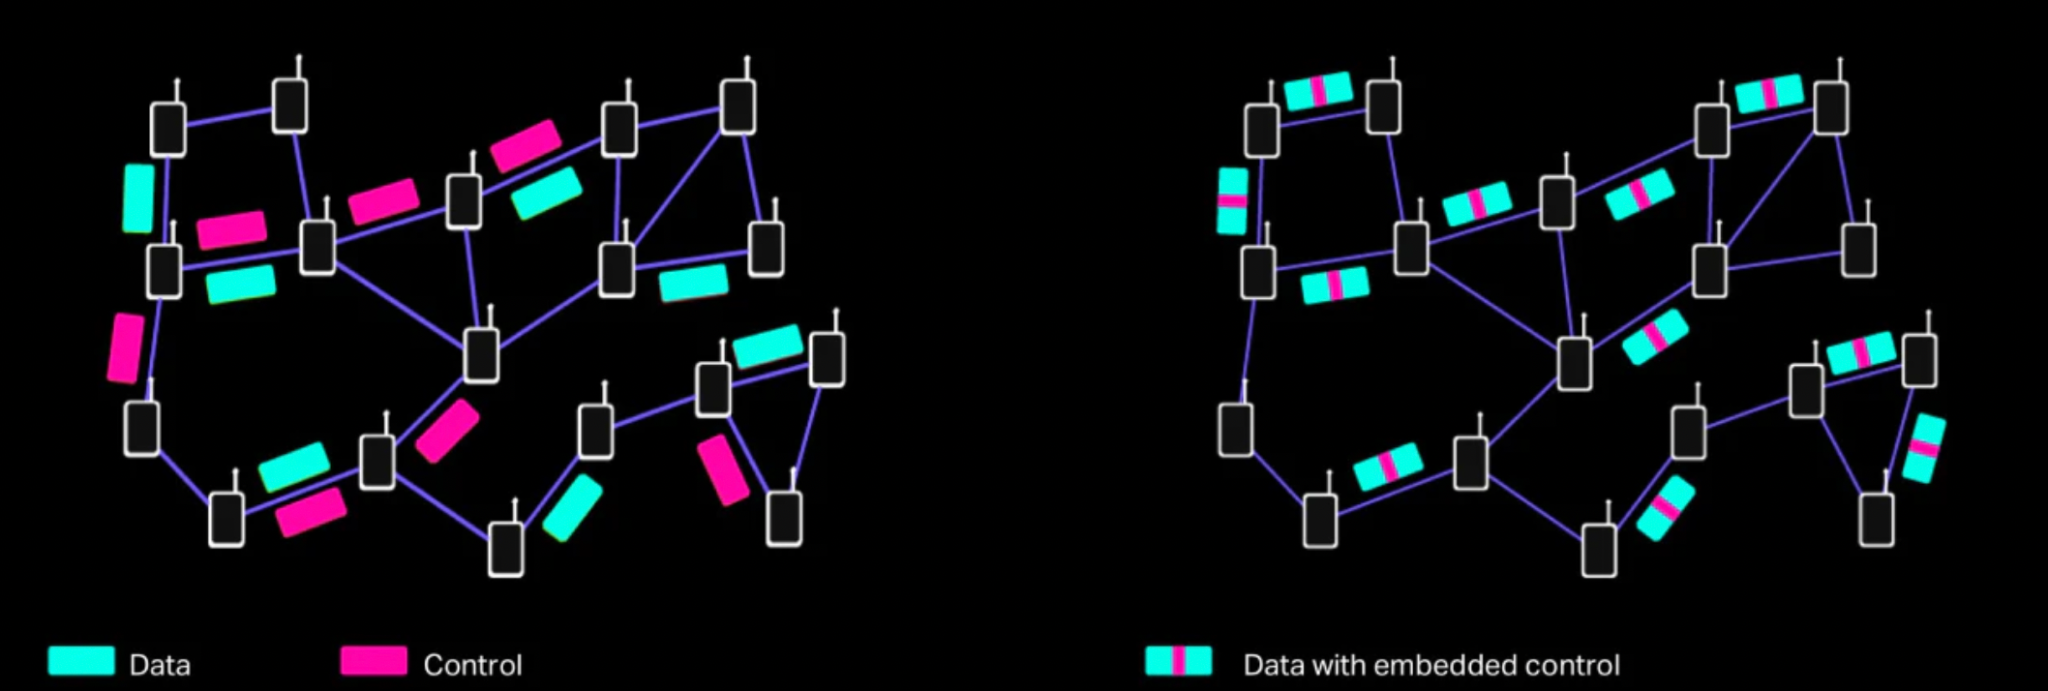 Data
Control
Data with embedded control